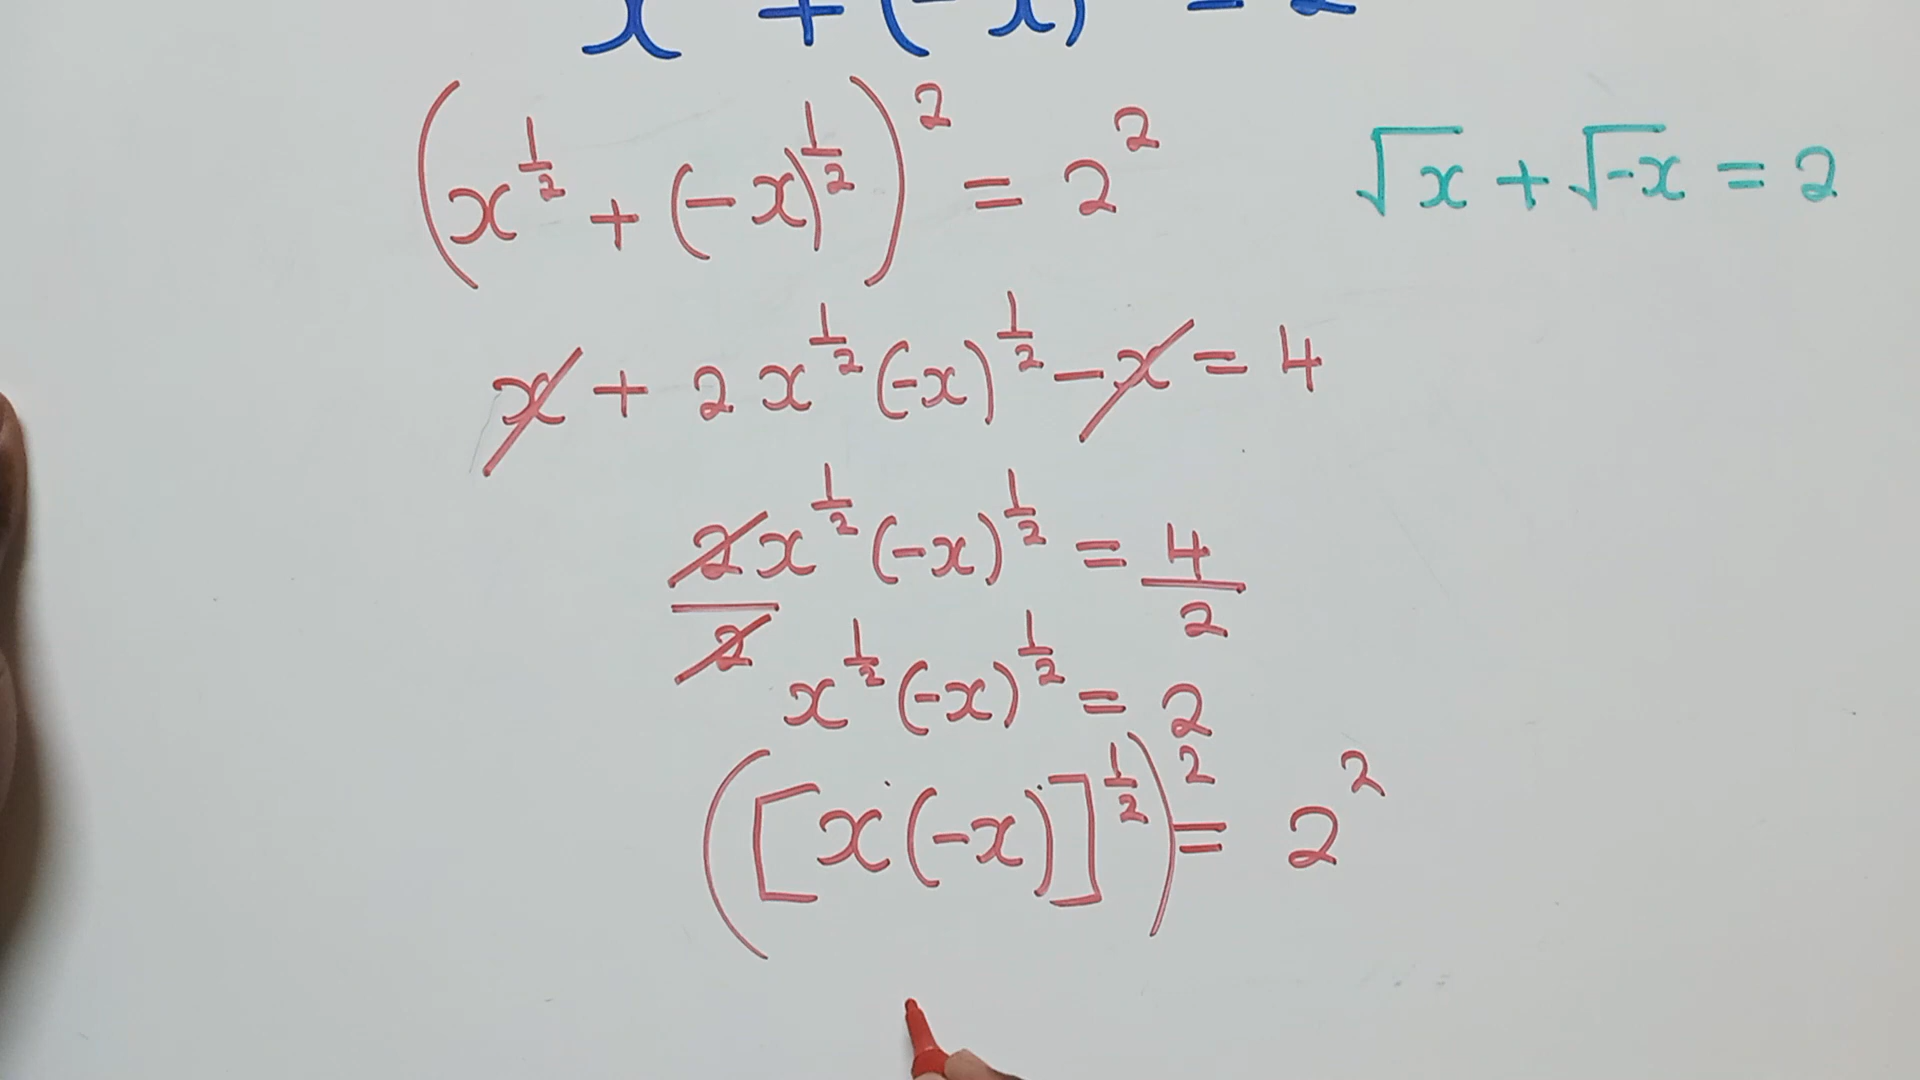 x + (-x) = 2
(x^{1/2} + (-x)^{1/2})^2 = 2^2
√x + √-x = 2
x + 2x^{1/2}(-x)^{1/2} - x = 4
2x^{1/2}(-x)^{1/2} / 2 = 4/2
x^{1/2}(-x)^{1/2} = 2
([x(-x)]^{1/2})^2 = 2^2